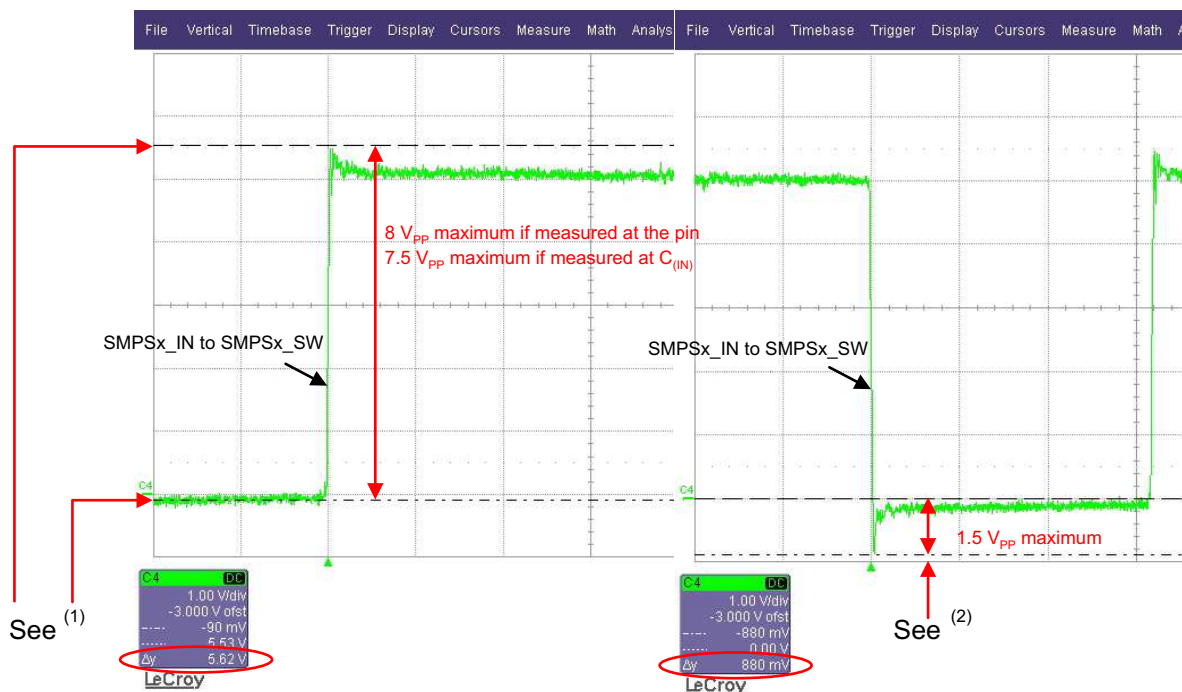 File Vertical Timebase Trigger Display Cursors Measure Math Analys
8 VPP maximum if measured at the pin
7.5 VPP maximum if measured at C(IN)
SMPSx_IN to SMPSx_SW
C4
C4 DC
1.00 V/div
-3.000 V ofst
-90 mV
5.53 V
Δy 5.62 V
LeCroy
See (1)
File Vertical Timebase Trigger Display Cursors Measure Math A
SMPSx_IN to SMPSx_SW
C4
1.5 VPP maximum
C4 DC
1.00 V/div
-3.000 V ofst
-880 mV
0.00 V
Δy 880 mV
LeCroy
See (2)